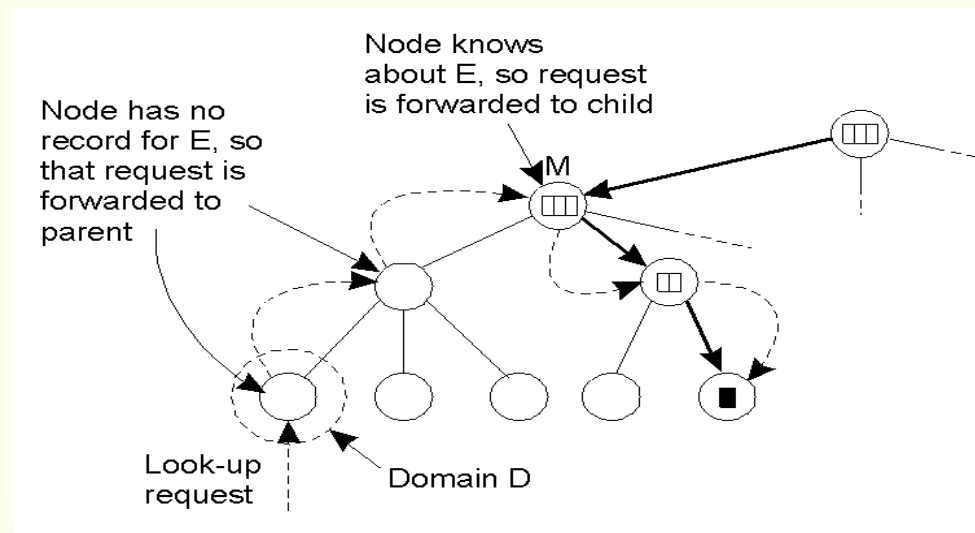 Node knows
about E, so request
is forwarded to child
Node has no
record for E, so
that request is
forwarded to
parent
M
Look-up
request
Domain D